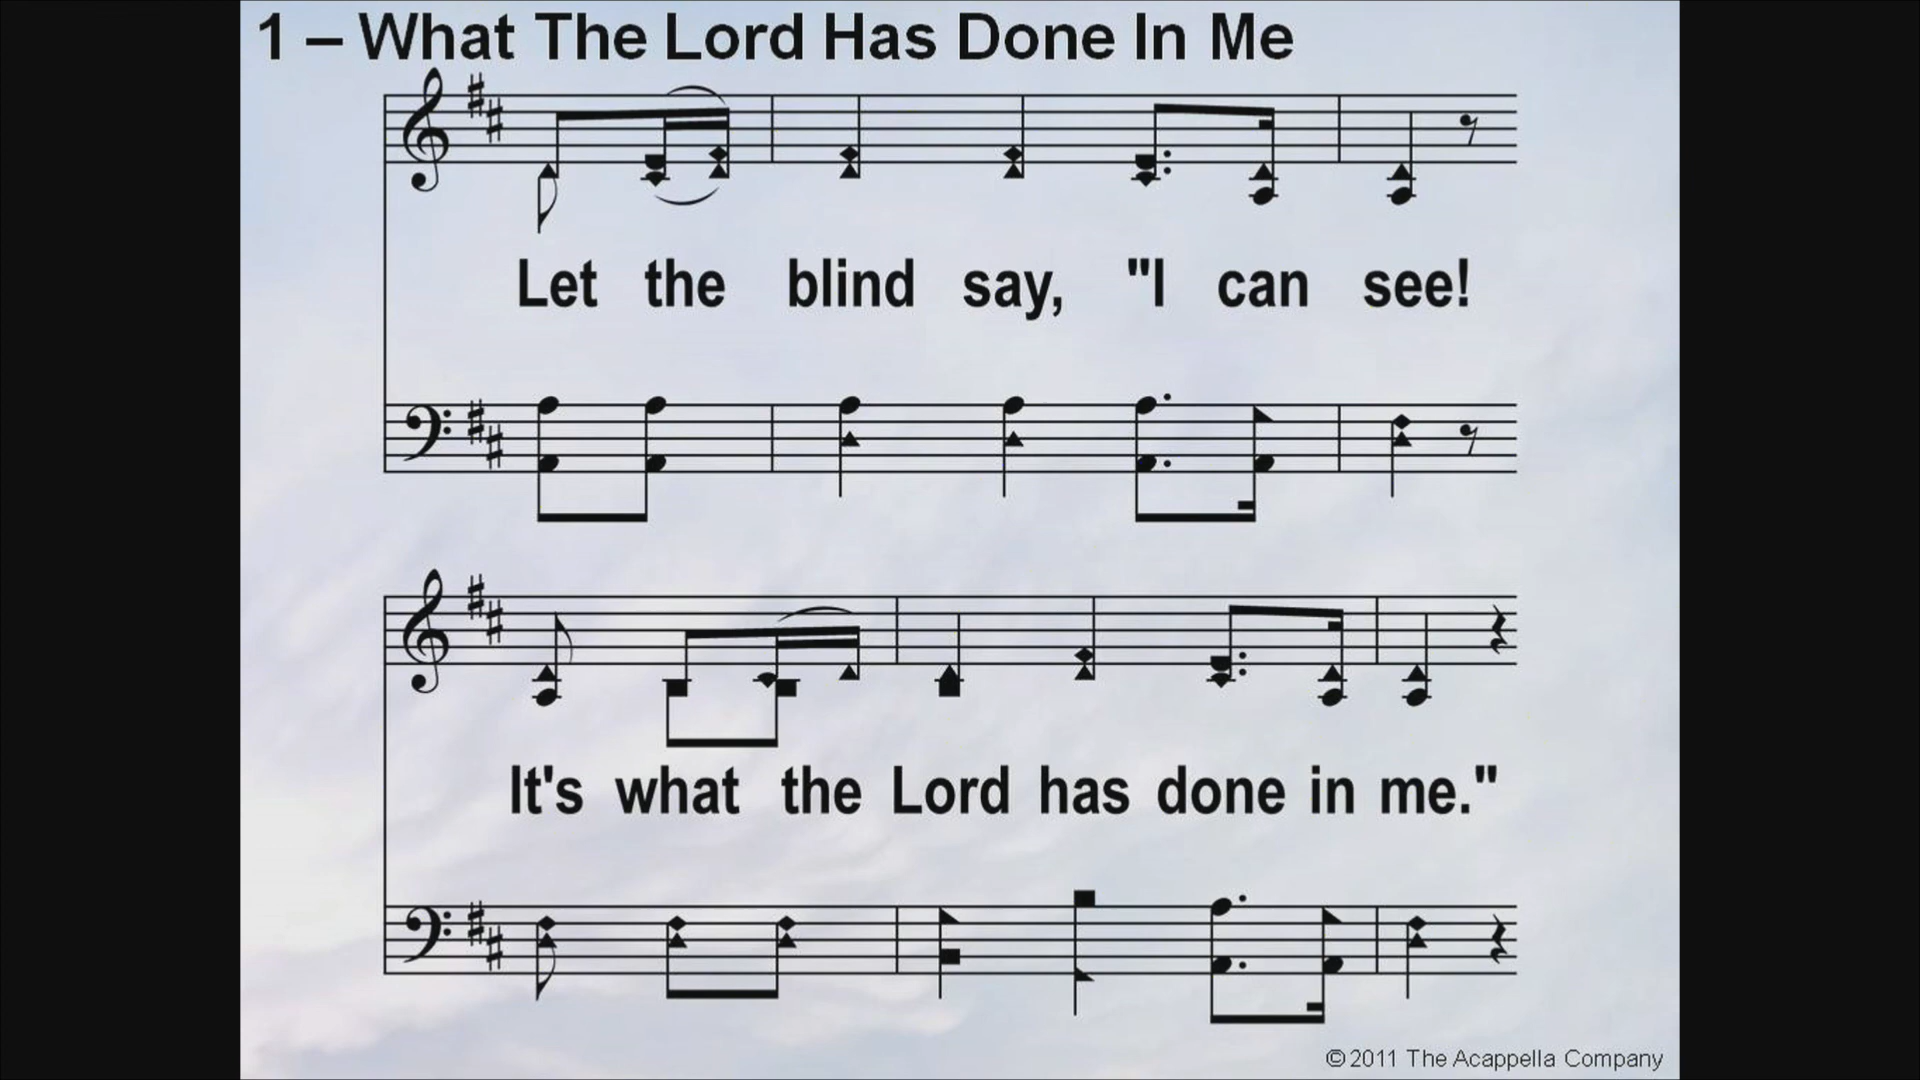 1 – What The Lord Has Done In Me
Let the blind say, "I can see!
It's what the Lord has done in me."
©2011 The Acappella Company